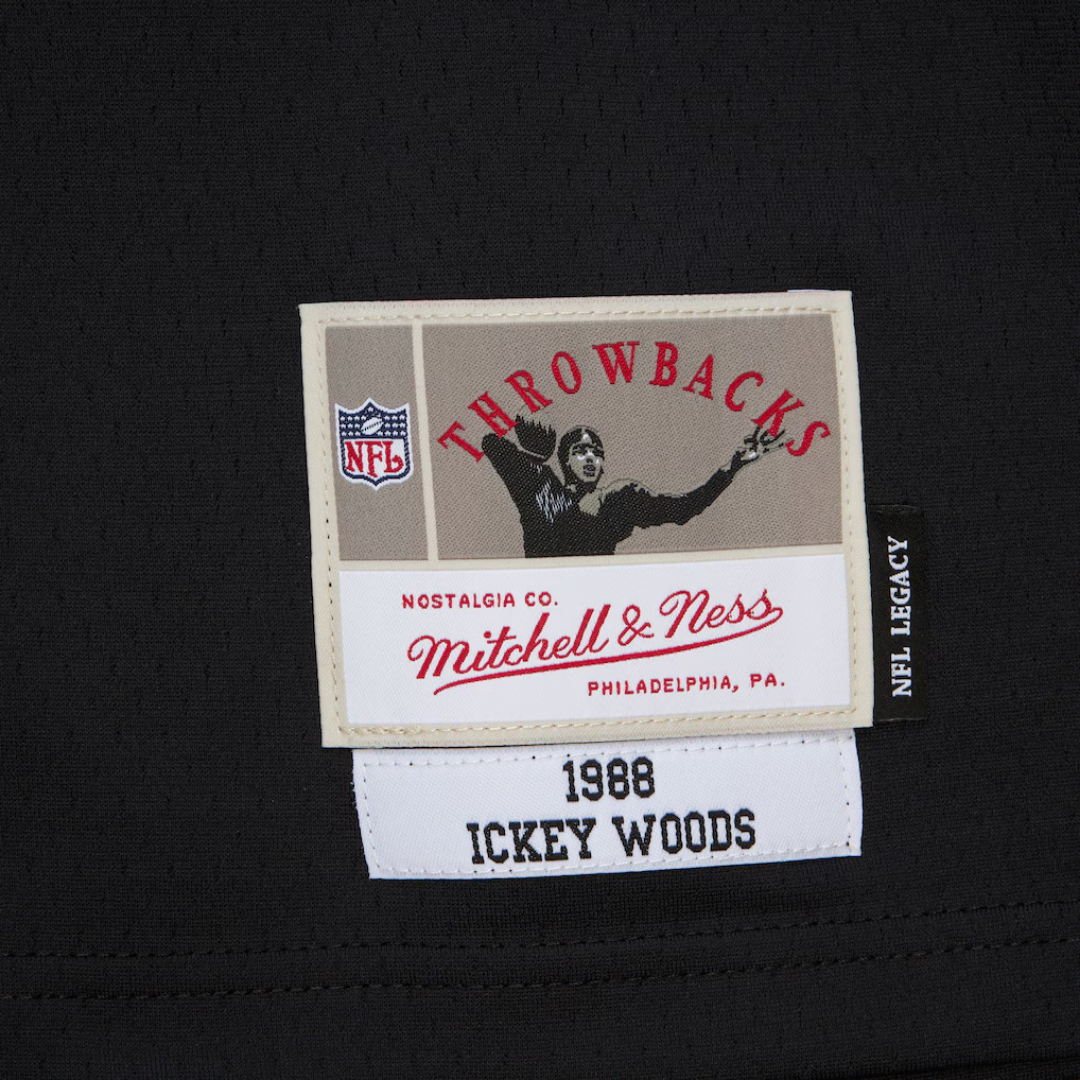 THROWBACKS
NFL
NOSTALGIA CO.
Mitchell & Ness
PHILADELPHIA, PA.
NFL LEGACY
1988
ICKEY WOODS